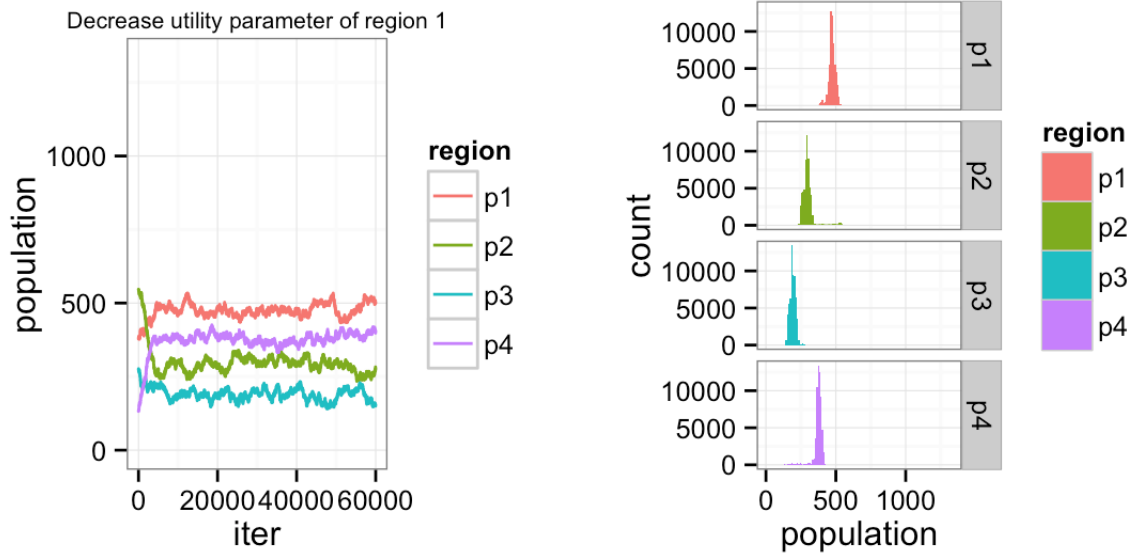 Decrease utility parameter of region 1
population
1000
500
0
0 20000 40000 60000
iter
region
p1
p2
p3
p4
count
10000
5000
0
p1
10000
5000
0
p2
10000
5000
0
p3
10000
5000
0
p4
0 500 1000
population
region
p1
p2
p3
p4